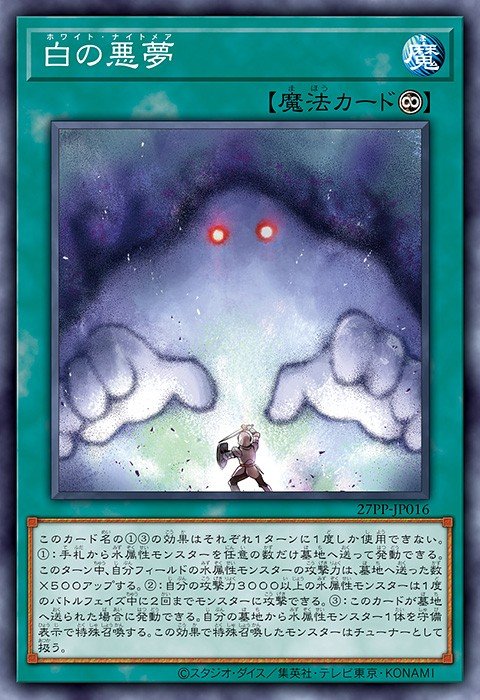 ホワイト・ナイトメア
白の悪夢
魔
まほう
【魔法カード】
27PP-JP016
このカード名の①③の効果はそれぞれ1ターンに1度しか使用できない。
①：手札から水属性モンスターを任意の数だけ墓地へ送って発動できる。
このターン中、自分フィールドの水属性モンスターの攻撃力は、墓地へ送った数
×500アップする。②：自分の攻撃力3000以上の水属性モンスターは1度
のバトルフェイズ中に2回までモンスターに攻撃できる。③：このカードが墓地
へ送られた場合に発動できる。自分の墓地から水属性モンスター1体を守備
表示で特殊召喚する。この効果で特殊召喚したモンスターはチューナーとして
扱う。
©スタジオ・ダイス／集英社・テレビ東京・KONAMI